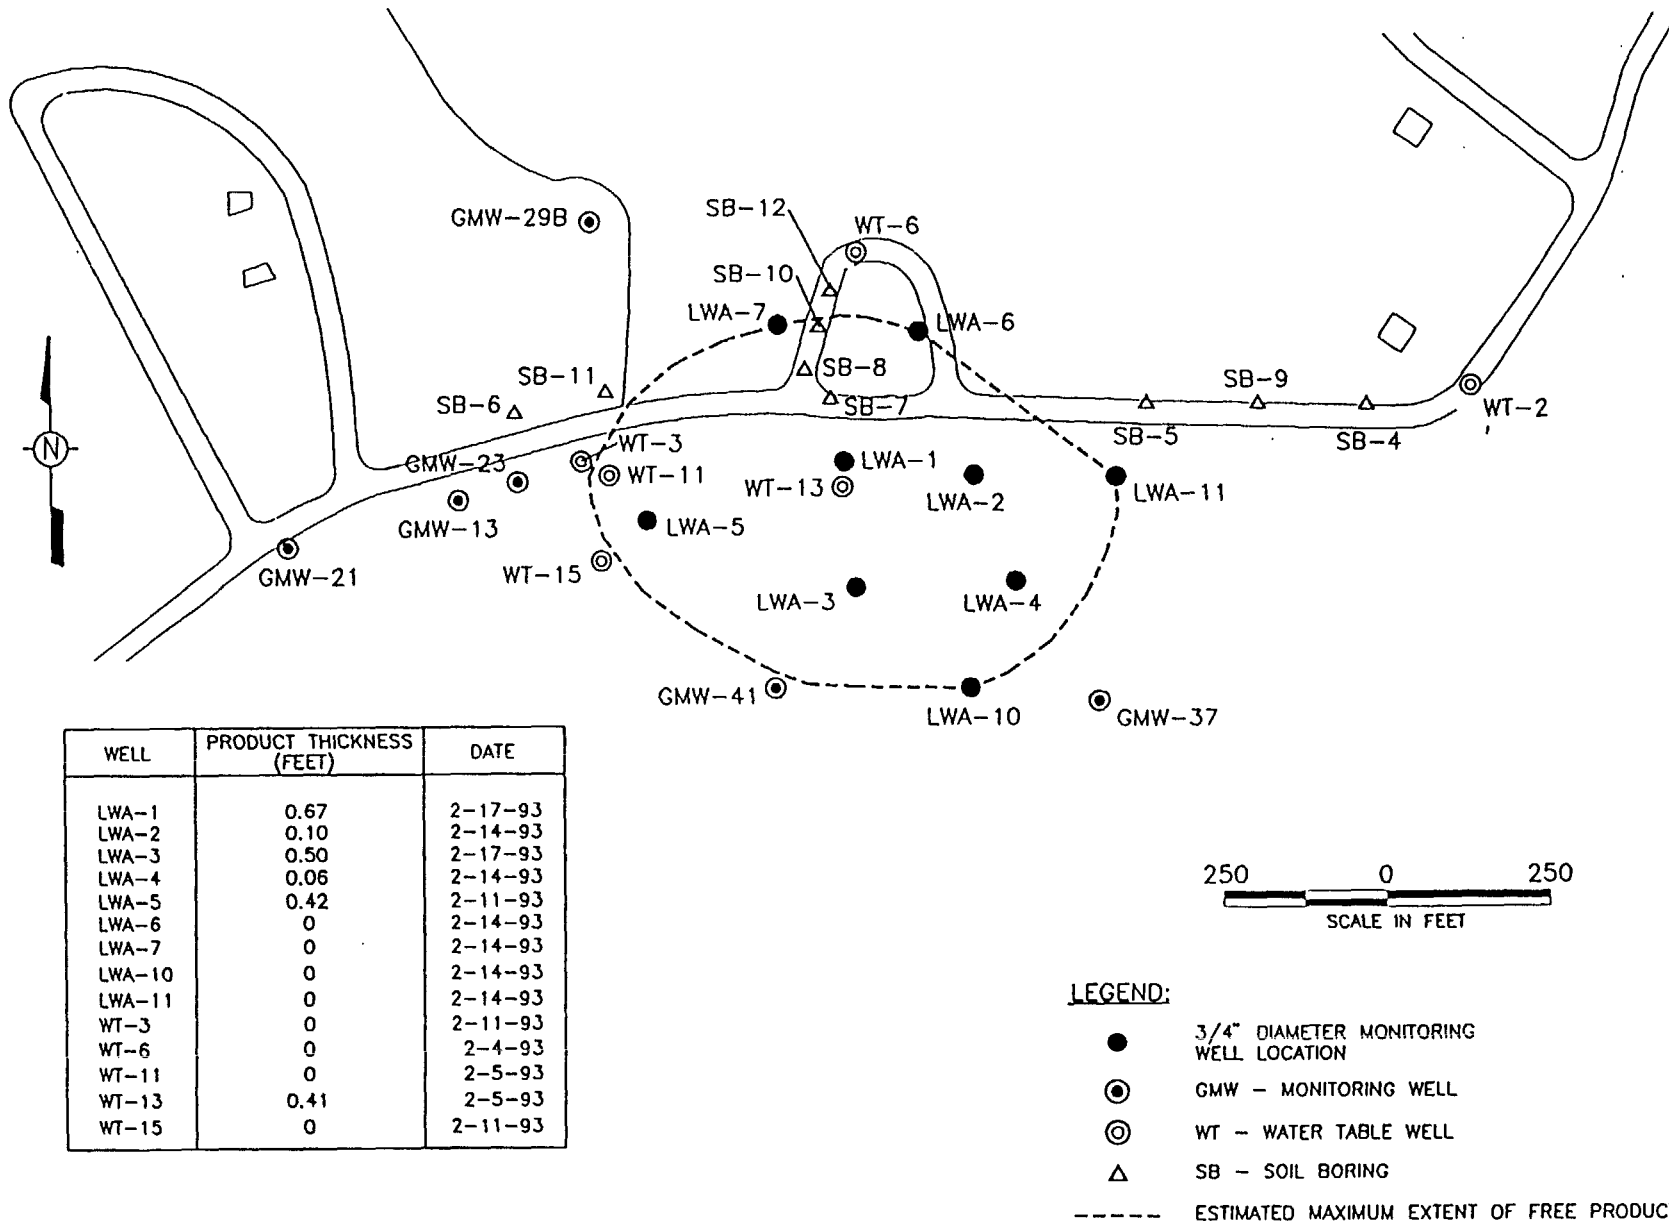 SB-12
WT-6
GMW-29B
SB-10
LWA-7
LWA-6
SB-8
SB-11
SB-9
SB-6
SB-7
WT-2
SB-5
SB-4
N
WT-3
GMW-23
LWA-1
WT-11
WT-13
LWA-2
LWA-11
GMW-13
LWA-5
GMW-21
WT-15
LWA-3
LWA-4
GMW-41
LWA-10
GMW-37
WELL PRODUCT THICKNESS (FEET) DATE
LWA-1 0.67 2-17-93
LWA-2 0.10 2-14-93
LWA-3 0.50 2-17-93
LWA-4 0.06 2-14-93
LWA-5 0.42 2-11-93
LWA-6 0 2-14-93
LWA-7 0 2-14-93
LWA-10 0 2-14-93
LWA-11 0 2-14-93
WT-3 0 2-11-93
WT-6 0 2-4-93
WT-11 0 2-5-93
WT-13 0.41 2-5-93
WT-15 0 2-11-93
250 0 250
SCALE IN FEET
LEGEND:
3/4" DIAMETER MONITORING
WELL LOCATION
GMW - MONITORING WELL
WT - WATER TABLE WELL
SB - SOIL BORING
ESTIMATED MAXIMUM EXTENT OF FREE PRODUC